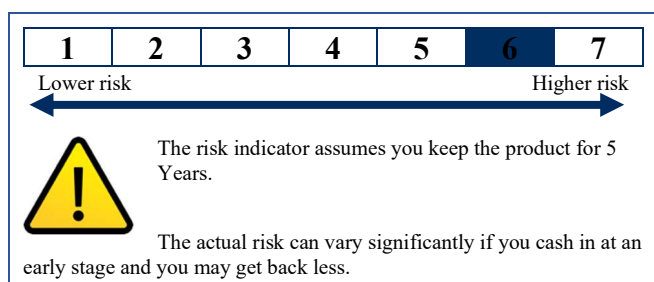 1 2 3 4 5 6 7
Lower risk Higher risk
The risk indicator assumes you keep the product for 5
Years.
The actual risk can vary significantly if you cash in at an
early stage and you may get back less.